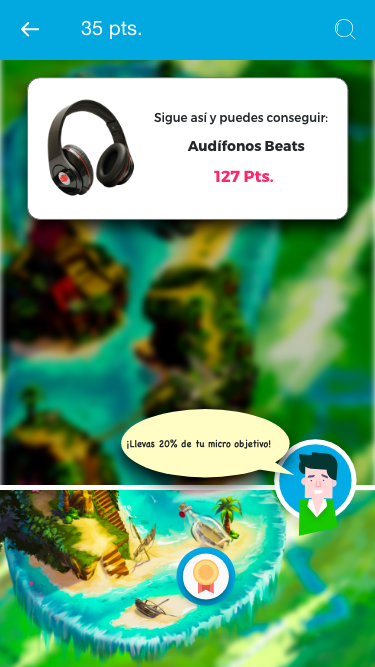 35 pts.
Sigue así y puedes conseguir:
Audífonos Beats
127 Pts.
¡Llevas 20% de tu micro objetivo!